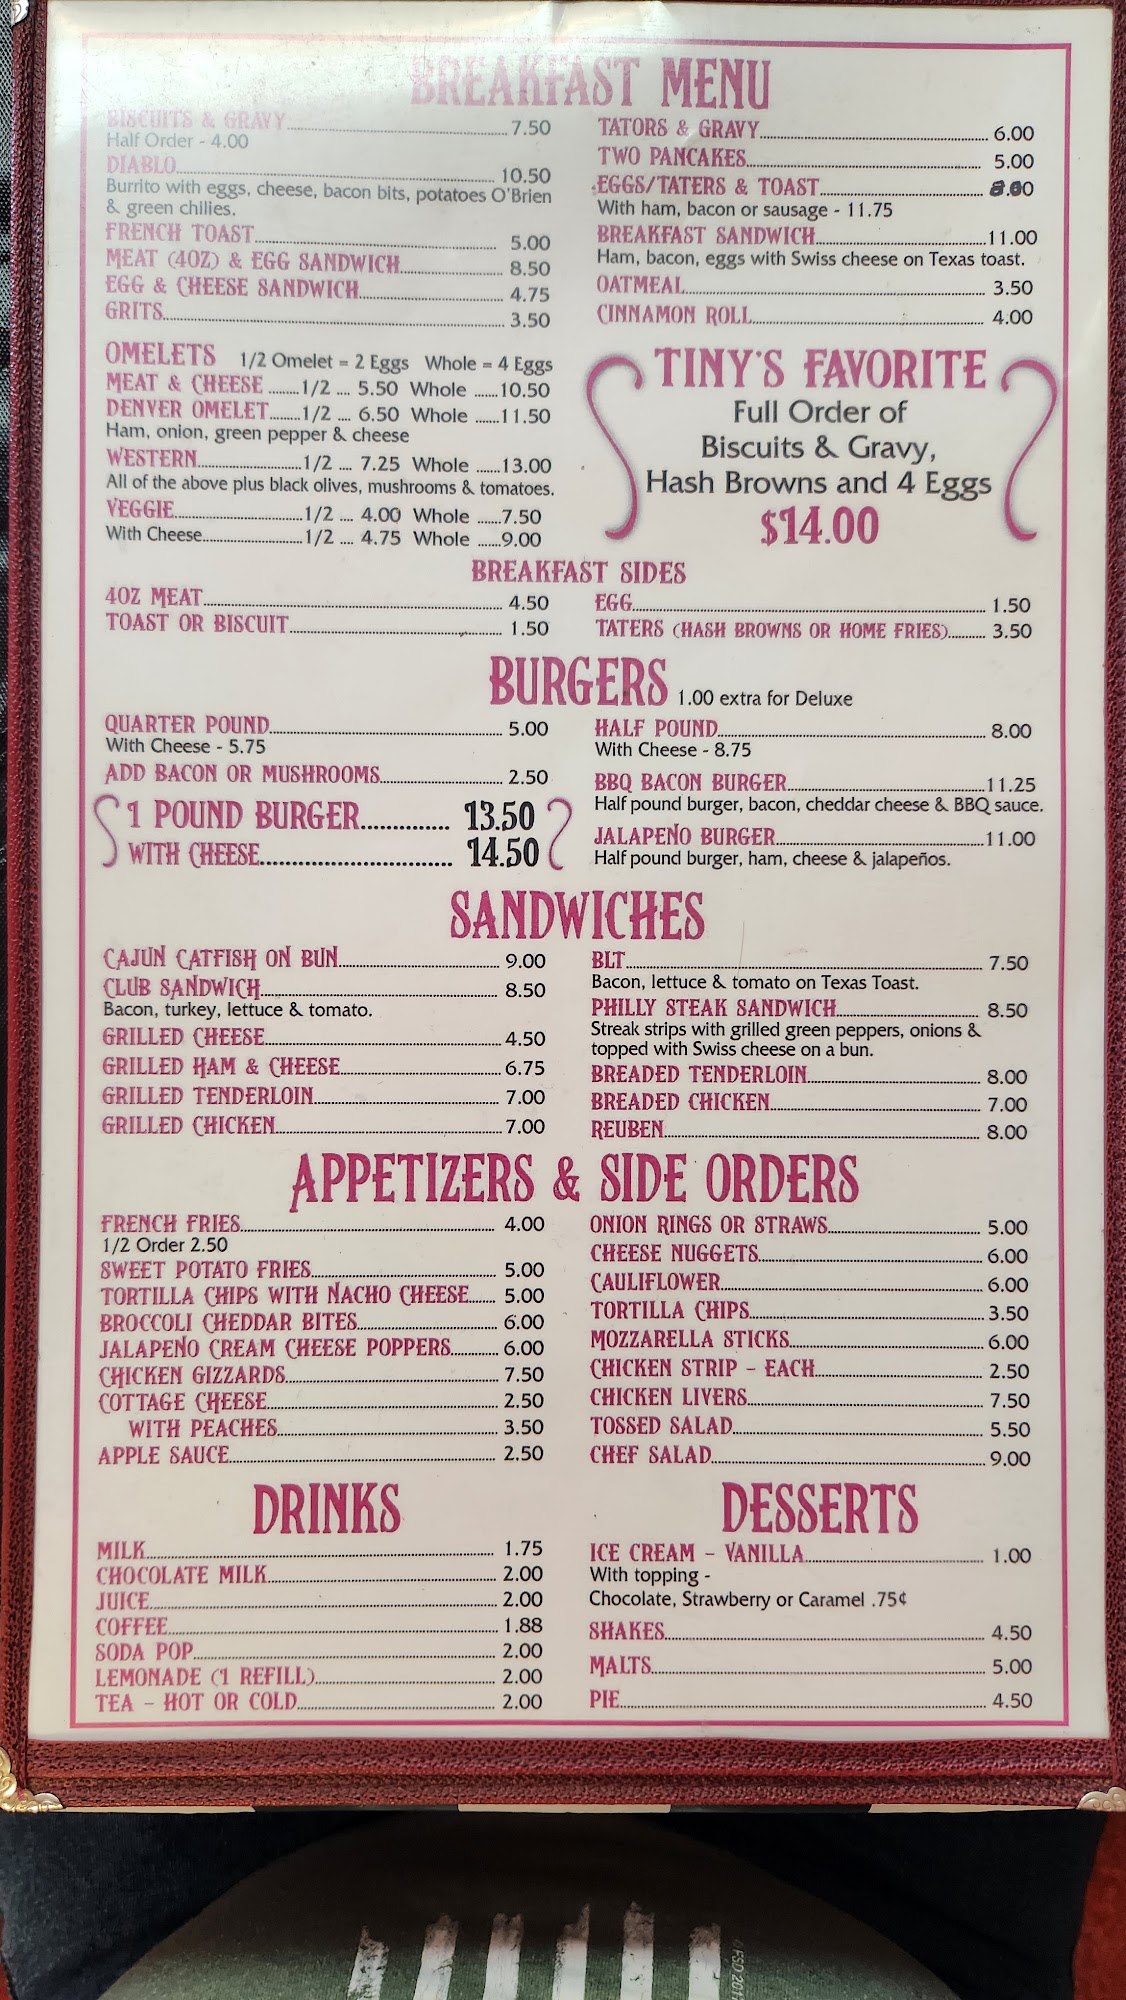 BREAKFAST MENU
BISCUITS & GRAVY 7.50
Half Order - 4.00
DIABLO 10.50
Burrito with eggs, cheese, bacon bits, potatoes O'Brien
& green chilies.
FRENCH TOAST 5.00
MEAT (4OZ) & EGG SANDWICH 8.50
EGG & CHEESE SANDWICH 4.75
GRITS 3.50
TATORS & GRAVY 6.00
TWO PANCAKES 5.00
EGGS/TATERS & TOAST
With ham, bacon or sausage - 11.75
BREAKFAST SANDWICH 11.00
Ham, bacon, eggs with Swiss cheese on Texas toast.
OATMEAL 3.50
CINNAMON ROLL 4.00
OMELETS 1/2 Omelet = 2 Eggs Whole = 4 Eggs
MEAT & CHEESE 1/2 5.50 Whole 10.50
DENVER OMELET 1/2 6.50 Whole 11.50
Ham, onion, green pepper & cheese
WESTERN 1/2 7.25 Whole 13.00
All of the above plus black olives, mushrooms & tomatoes.
VEGGIE 1/2 4.00 Whole 7.50
With Cheese 1/2 4.75 Whole 9.00
TINY'S FAVORITE
Full Order of
Biscuits & Gravy,
Hash Browns and 4 Eggs
$14.00
BREAKFAST SIDES
4OZ MEAT 4.50
TOAST OR BISCUIT 1.50
EGG 1.50
TATERS (HASH BROWNS OR HOME FRIES) 3.50
BURGERS 1.00 extra for Deluxe
QUARTER POUND 5.00
With Cheese - 5.75
ADD BACON OR MUSHROOMS 2.50
1 POUND BURGER 13.50
WITH CHEESE 14.50
HALF POUND 8.00
With Cheese - 8.75
BBQ BACON BURGER 11.25
Half pound burger, bacon, cheddar cheese & BBQ sauce.
JALAPEÑO BURGER 11.00
Half pound burger, ham, cheese & jalapeños.
SANDWICHES
CAJUN CATFISH ON BUN 9.00
CLUB SANDWICH 8.50
Bacon, turkey, lettuce & tomato.
GRILLED CHEESE 4.50
GRILLED HAM & CHEESE 6.75
GRILLED TENDERLOIN 7.00
GRILLED CHICKEN 7.00
BLT 7.50
Bacon, lettuce & tomato on Texas Toast.
PHILLY STEAK SANDWICH 8.50
Streak strips with grilled green peppers, onions &
topped with Swiss cheese on a bun.
BREADED TENDERLOIN 8.00
BREADED CHICKEN 7.00
REUBEN 8.00
APPETIZERS & SIDE ORDERS
FRENCH FRIES 4.00
1/2 Order 2.50
SWEET POTATO FRIES 5.00
TORTILLA CHIPS WITH NACHO CHEESE 5.00
BROCCOLI CHEDDAR BITES 6.00
JALAPEÑO CREAM CHEESE POPPERS 6.00
CHICKEN GIZZARDS 7.50
COTTAGE CHEESE 2.50
WITH PEACHES 3.50
APPLE SAUCE 2.50
ONION RINGS OR STRAWS 5.00
CHEESE NUGGETS 6.00
CAULIFLOWER 6.00
TORTILLA CHIPS 3.50
MOZZARELLA STICKS 6.00
CHICKEN STRIP - EACH 2.50
CHICKEN LIVERS 7.50
TOSSED SALAD 5.50
CHEF SALAD 9.00
DRINKS
MILK 1.75
CHOCOLATE MILK 2.00
JUICE 2.00
COFFEE 1.88
SODA POP 2.00
LEMONADE (1 REFILL) 2.00
TEA - HOT OR COLD 2.00
DESSERTS
ICE CREAM - VANILLA 1.00
With topping -
Chocolate, Strawberry or Caramel .75¢
SHAKES 4.50
MALTS 5.00
PIE 4.50